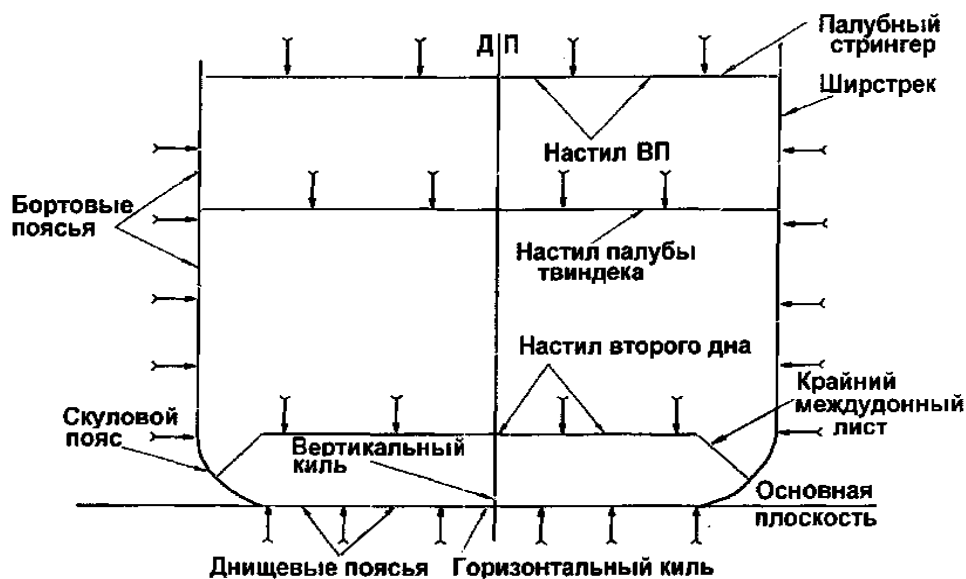 Палубный
стрингер
Д П
Ширстрек
Настил ВП
Бортовые
поясья
Настил палубы
твиндека
Настил второго дна
Крайний
междудонный
лист
Скуловой
пояс
Вертикальный
киль
Основная
плоскость
Днищевые поясья
Горизонтальный киль